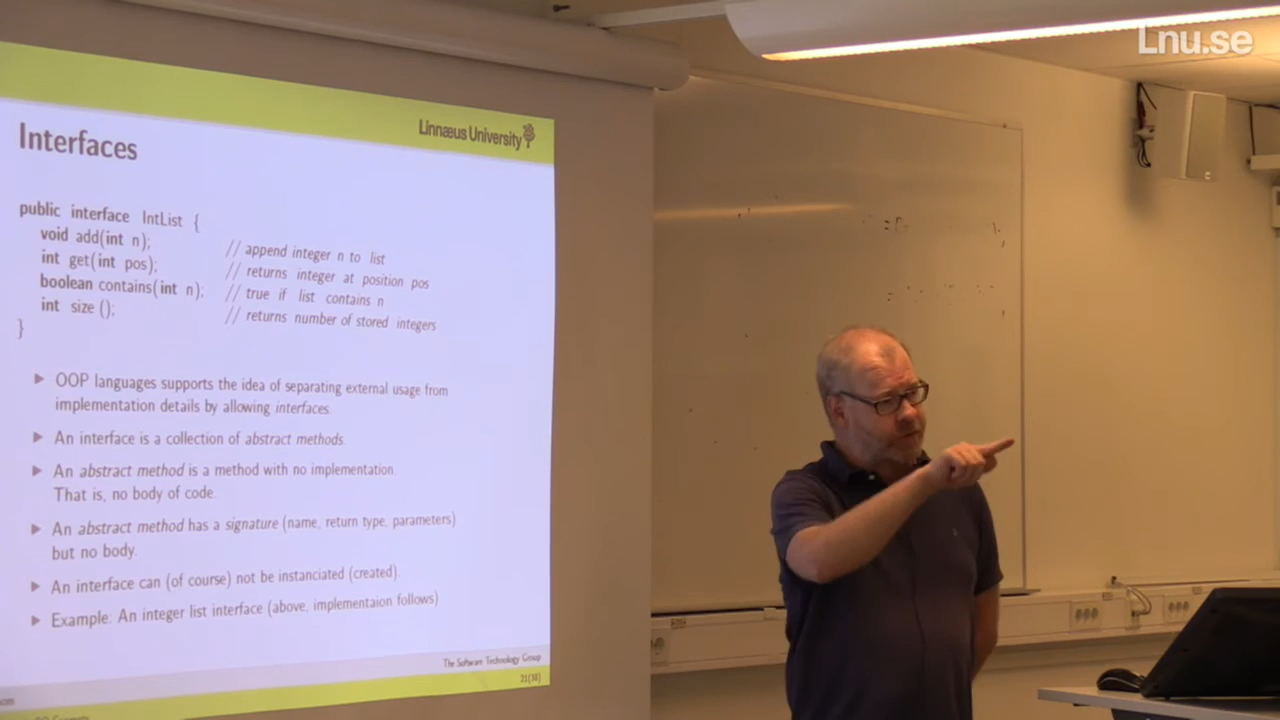 Lnu.se
Linnæus University
Interfaces
public interface IntList {
void add(int n); // append integer n to list
int get(int pos); // returns integer at position pos
boolean contains(int n); // true if list contains n
int size (); // returns number of stored integers
}
OOP languages supports the idea of separating external usage from
implementation details by allowing interfaces.
An interface is a collection of abstract methods.
An abstract method is a method with no implementation.
That is, no body of code.
An abstract method has a signature (name, return type, parameters)
but no body.
An interface can (of course) not be instanciated (created).
Example: An integer list interface (above, implementaion follows)
The Software Technology Group
21(38)